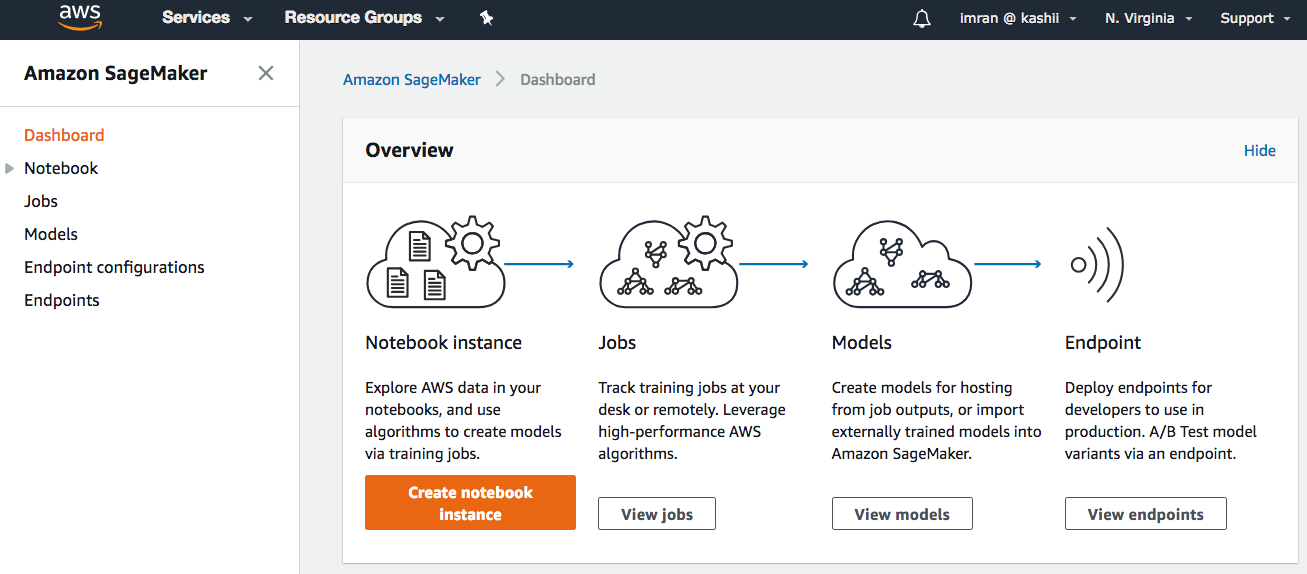 aws
Services
Resource Groups
imran @ kashii
N. Virginia
Support
Amazon SageMaker
Dashboard
Notebook
Jobs
Models
Endpoint configurations
Endpoints
Amazon SageMaker > Dashboard
Overview
Hide
Notebook instance
Explore AWS data in your
notebooks, and use
algorithms to create models
via training jobs.
Create notebook
instance
Jobs
Track training jobs at your
desk or remotely. Leverage
high-performance AWS
algorithms.
View jobs
Models
Create models for hosting
from job outputs, or import
externally trained models into
Amazon SageMaker.
View models
Endpoint
Deploy endpoints for
developers to use in
production. A/B Test model
variants via an endpoint.
View endpoints